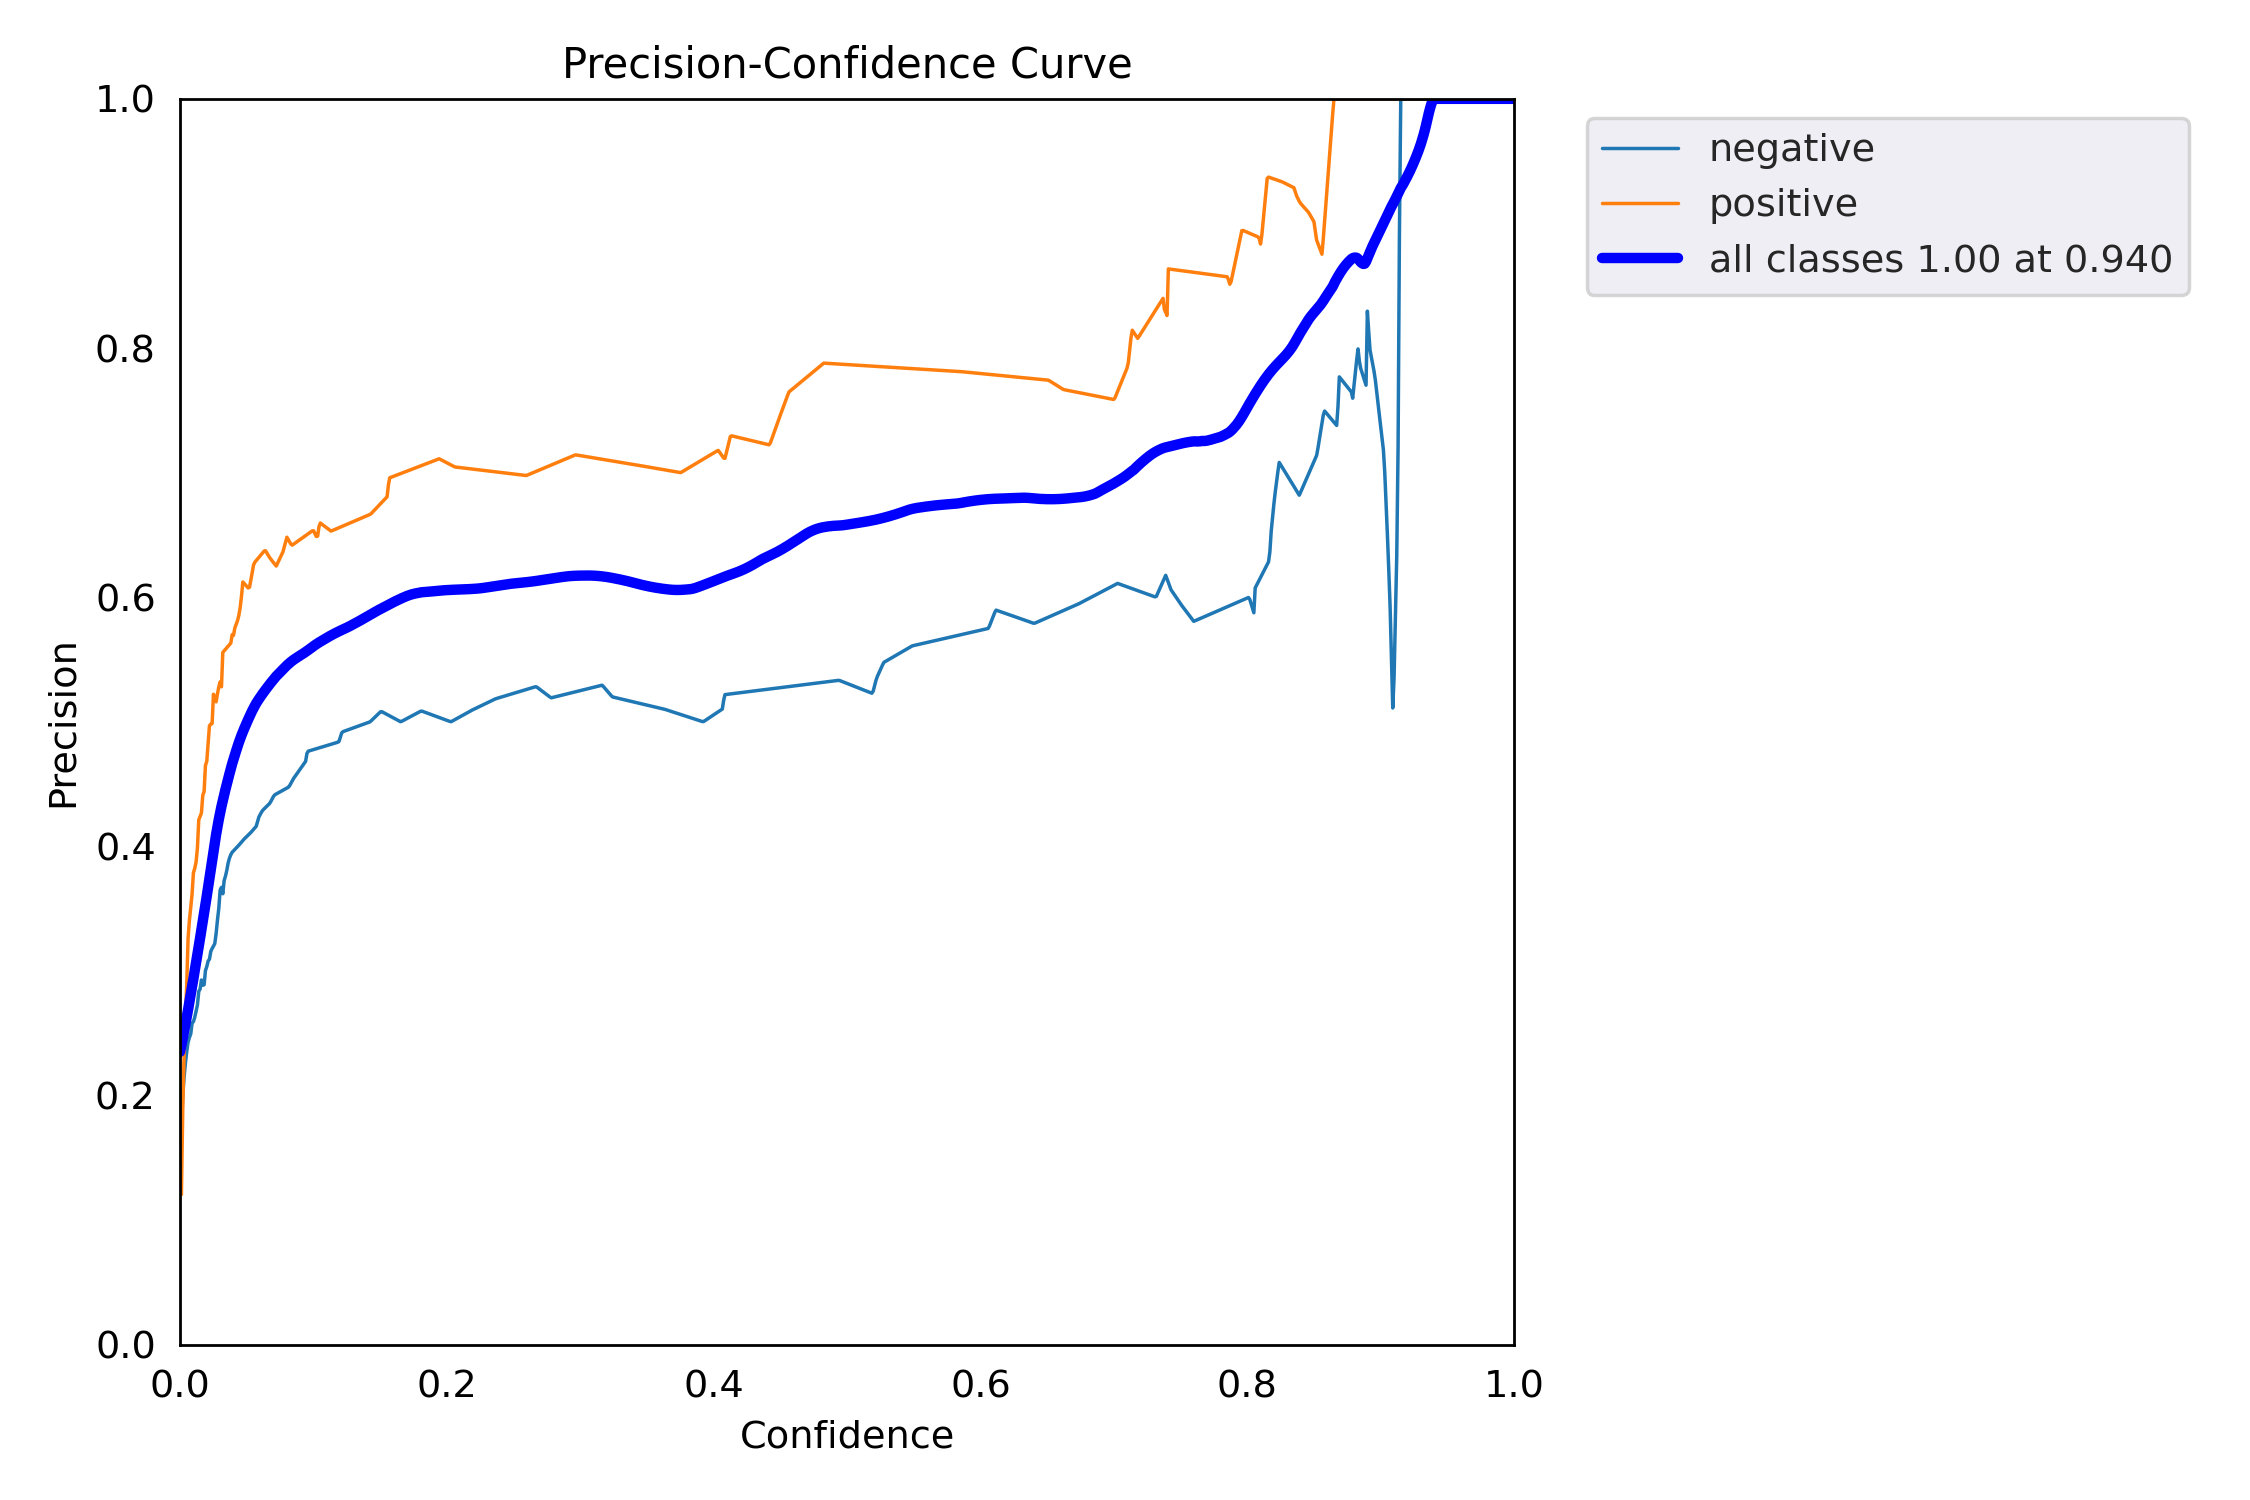 Precision-Confidence Curve
1.0
0.8
0.6
0.4
0.2
0.0
Precision
0.0 0.2 0.4 0.6 0.8 1.0
Confidence
negative
positive
all classes 1.00 at 0.940